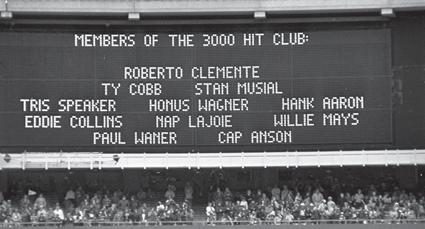 MEMBERS OF THE 3000 HIT CLUB:
ROBERTO CLEMENTE
TY COBB STAN MUSIAL
TRIS SPEAKER HONUS WAGNER HANK AARON
EDDIE COLLINS NAP LAJOIE WILLIE MAYS
PAUL WANER CAP ANSON